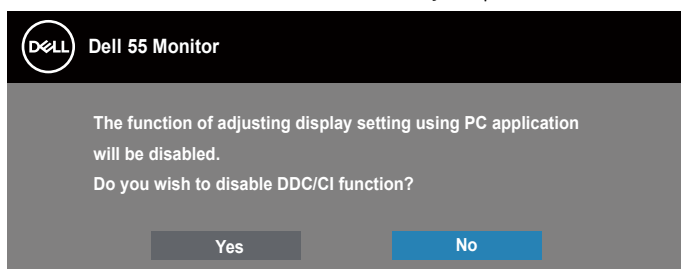 DELL
Dell 55 Monitor
The function of adjusting display setting using PC application
will be disabled.
Do you wish to disable DDC/CI function?
Yes
No